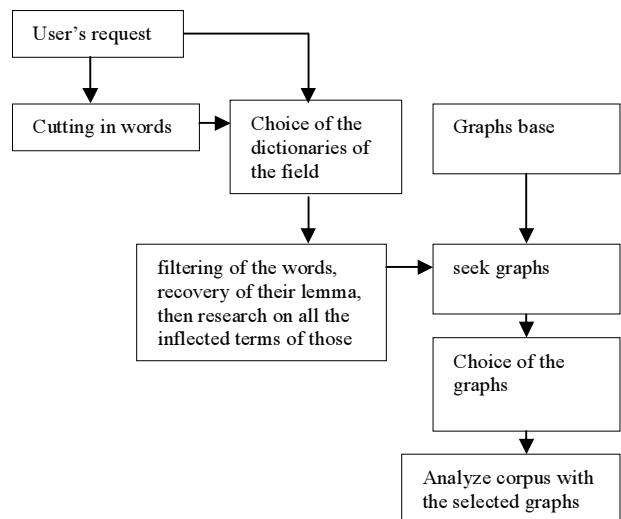 User’s request
Cutting in words
Choice of the
dictionaries of
the field
Graphs base
filtering of the words,
recovery of their lemma,
then research on all the
inflected terms of those
seek graphs
Choice of the
graphs
Analyze corpus with
the selected graphs